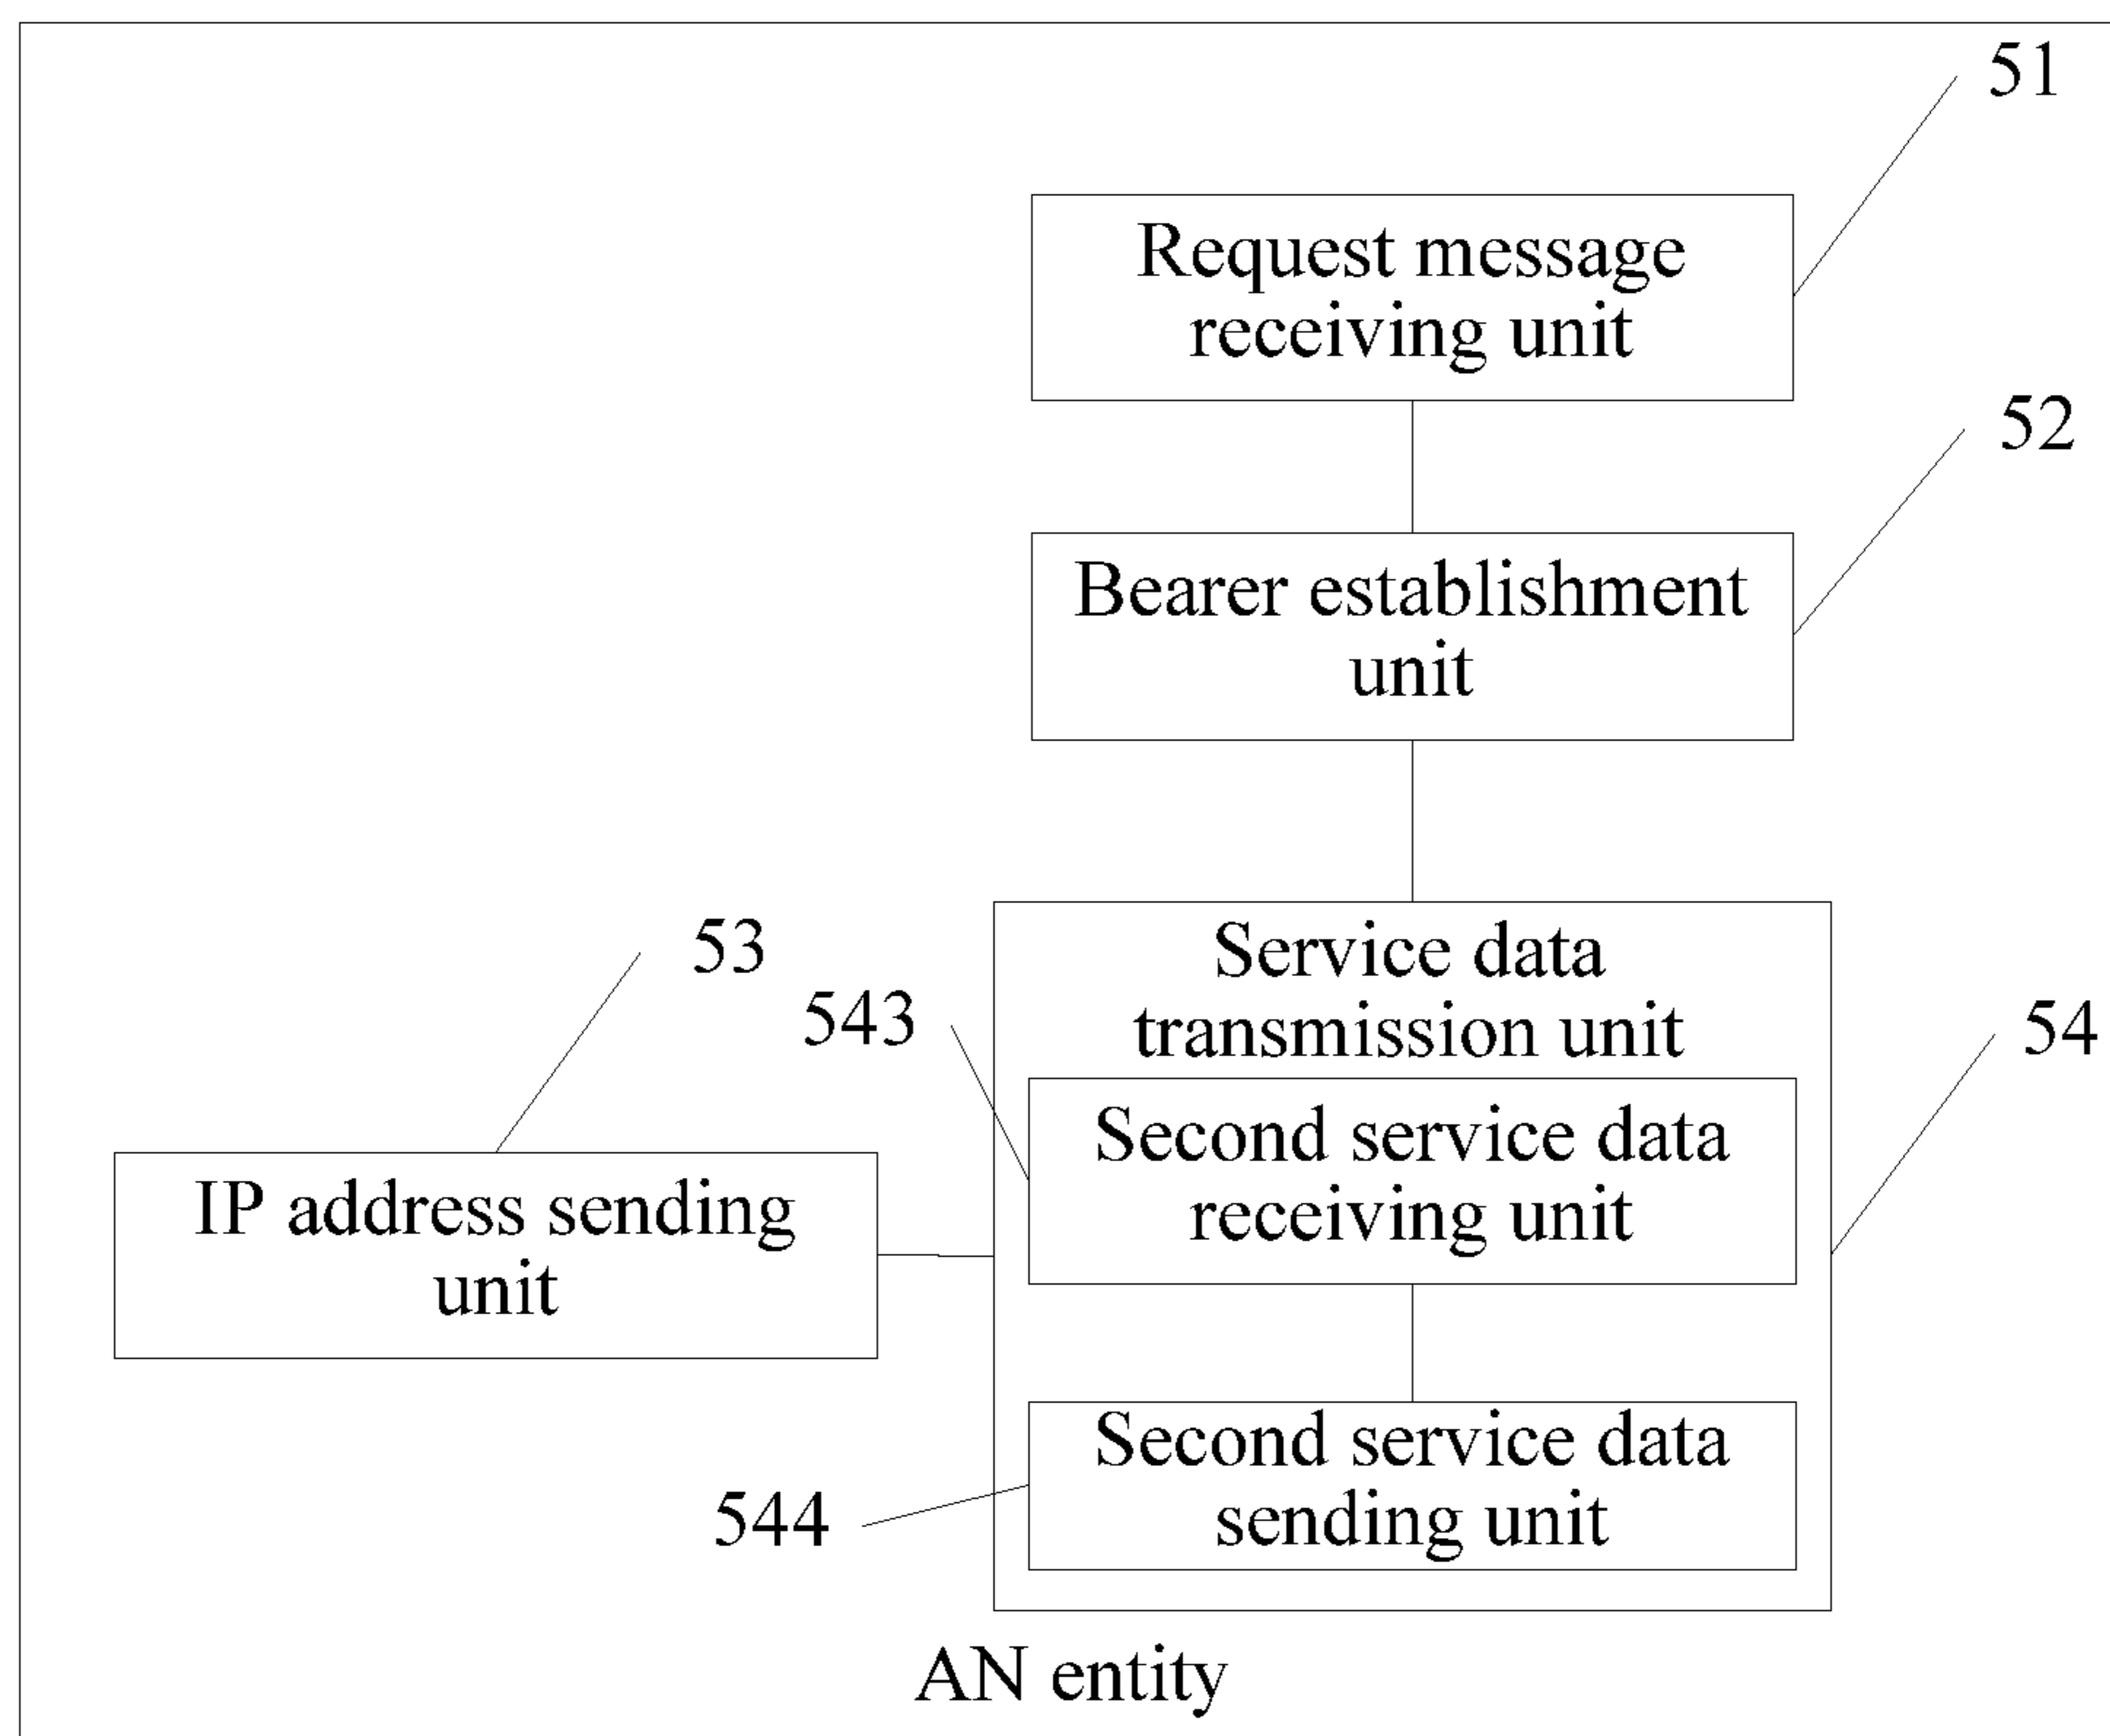 51
Request message
receiving unit
52
Bearer establishment
unit
53
543
Service data
transmission unit
54
Second service data
receiving unit
IP address sending
unit
544
Second service data
sending unit
AN entity